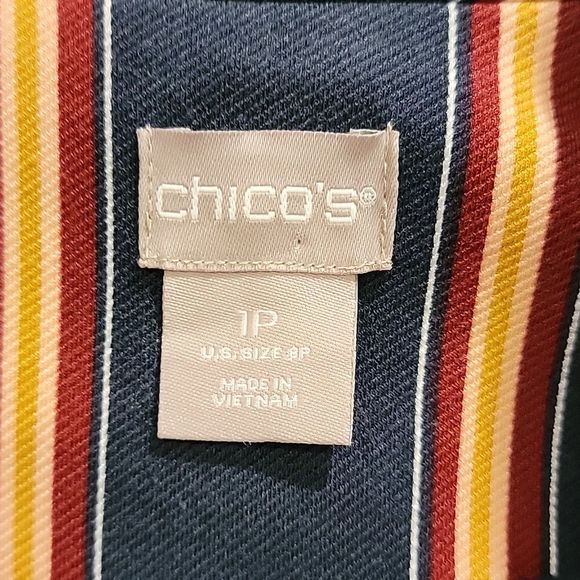 chico's®
1P
U.S. SIZE 8P
MADE IN
VIETNAM